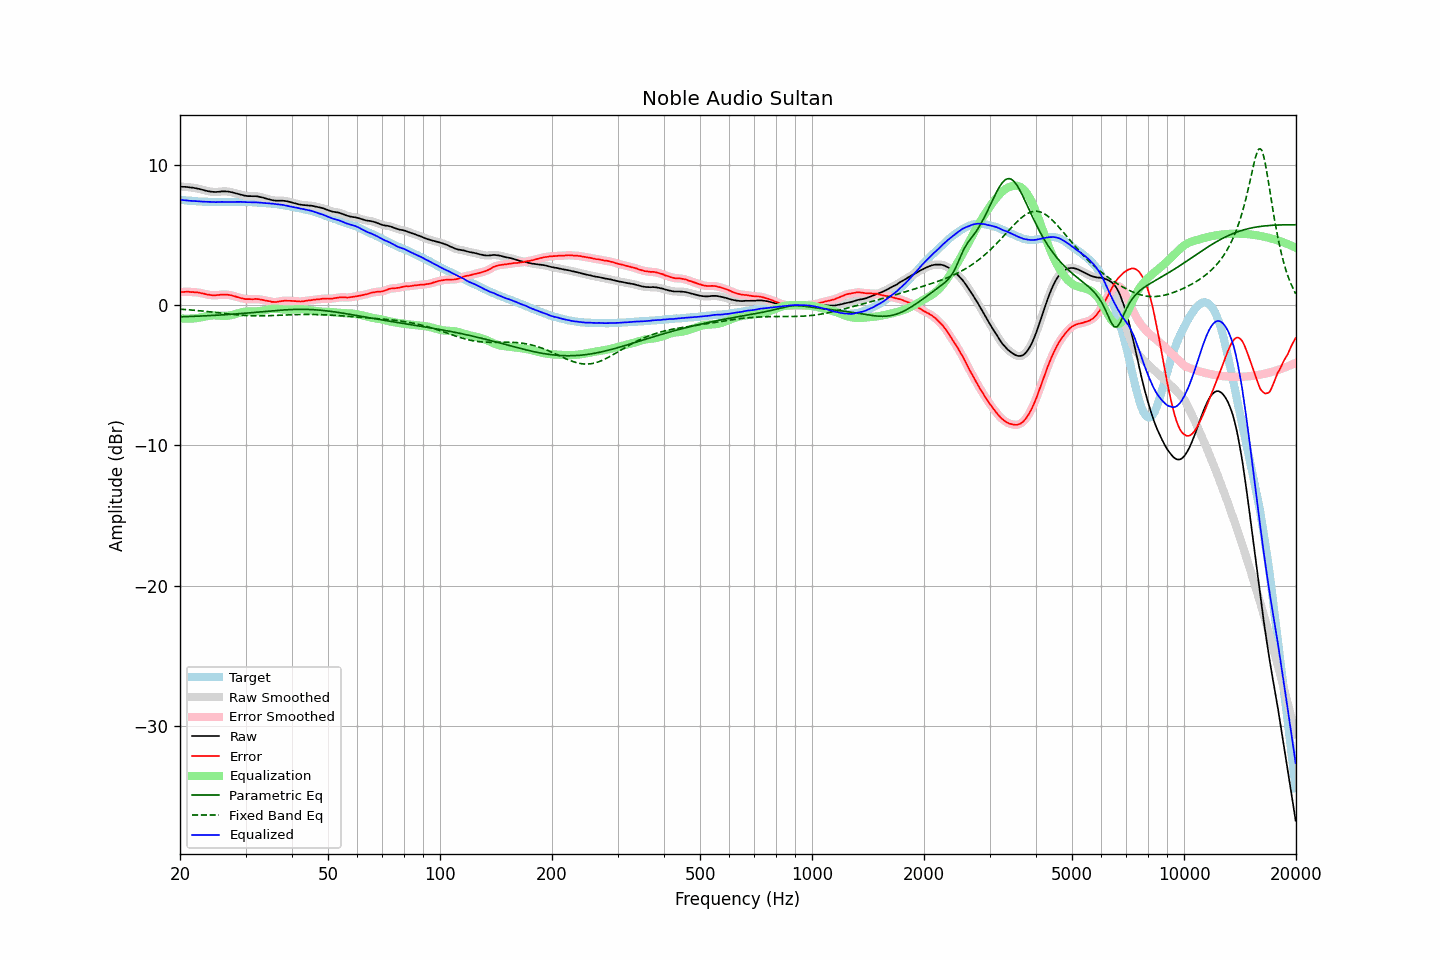 Noble Audio Sultan
10
0
−10
−20
−30
Amplitude (dBr)
Target
Raw Smoothed
Error Smoothed
Raw
Error
Equalization
Parametric Eq
Fixed Band Eq
Equalized
20 50 100 200 500 1000 2000 5000 10000 20000
Frequency (Hz)